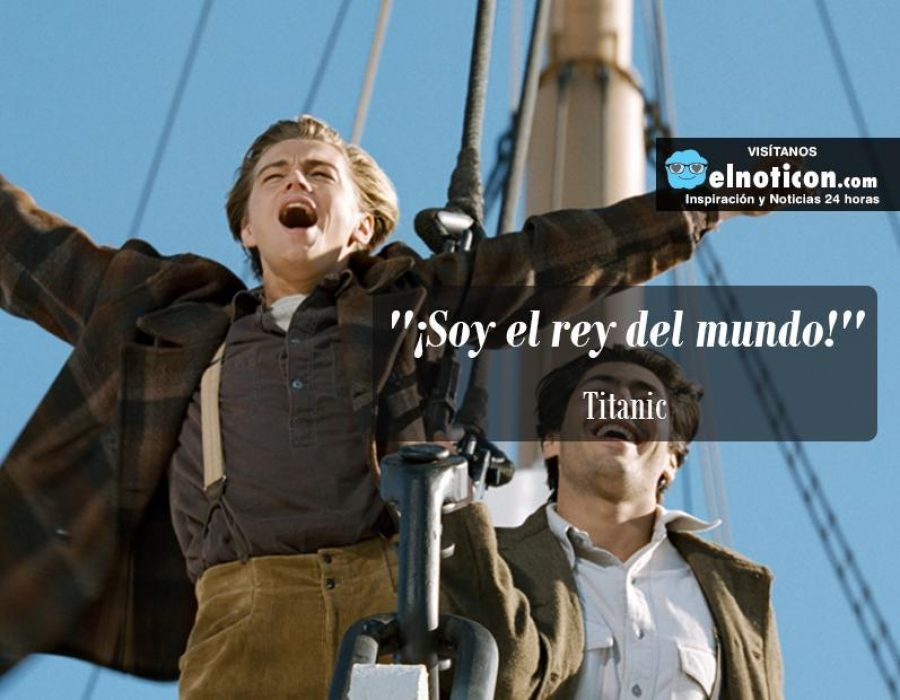 VISÍTANOS
elnoticon.com
Inspiración y Noticias 24 horas
"¡Soy el rey del mundo!"
Titanic